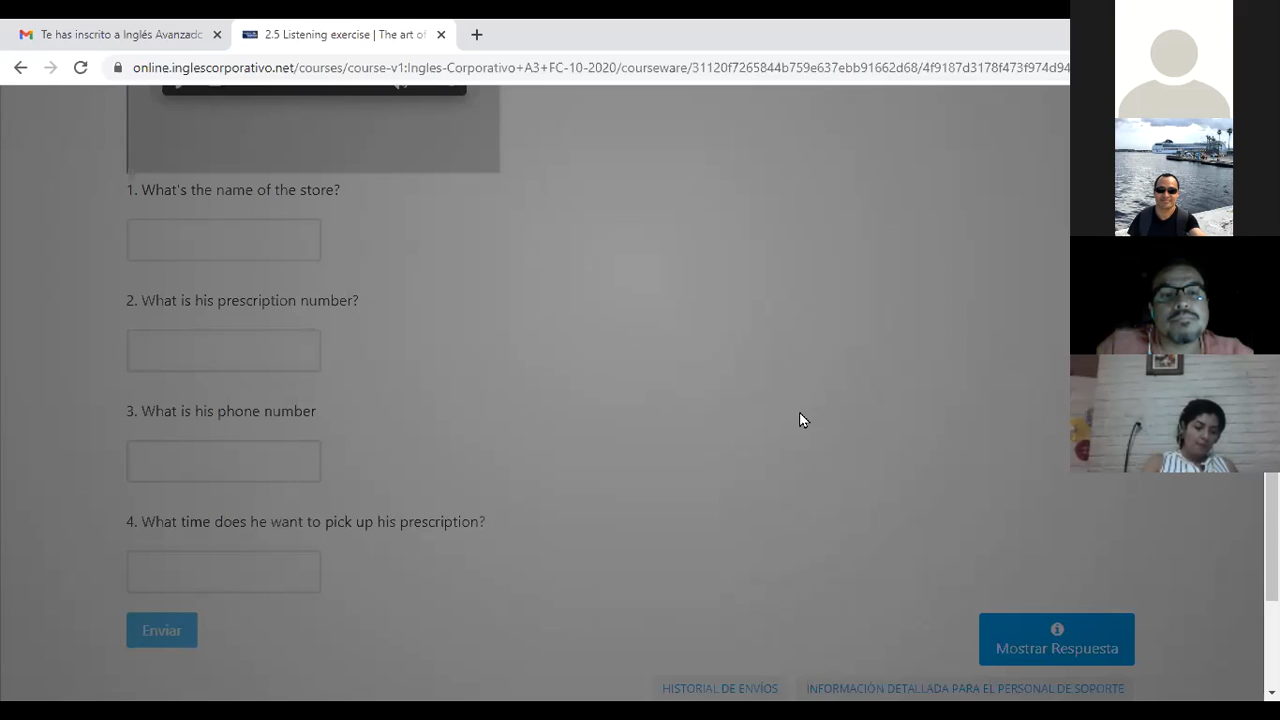 Te has inscrito a Inglés Avanzado
2.5 Listening exercise | The art of
online.inglescorporativo.net/courses/course-v1:Ingles-Corporativo+A3+FC-10-2020/courseware/31120f7265844b759e637ebb91662d68/4f9187d3178f473f974d94
1. What's the name of the store?
2. What is his prescription number?
3. What is his phone number
4. What time does he want to pick up his prescription?
Enviar
Mostrar Respuesta
HISTORIAL DE ENVÍOS
INFORMACIÓN DETALLADA PARA EL PERSONAL DE SOPORTE